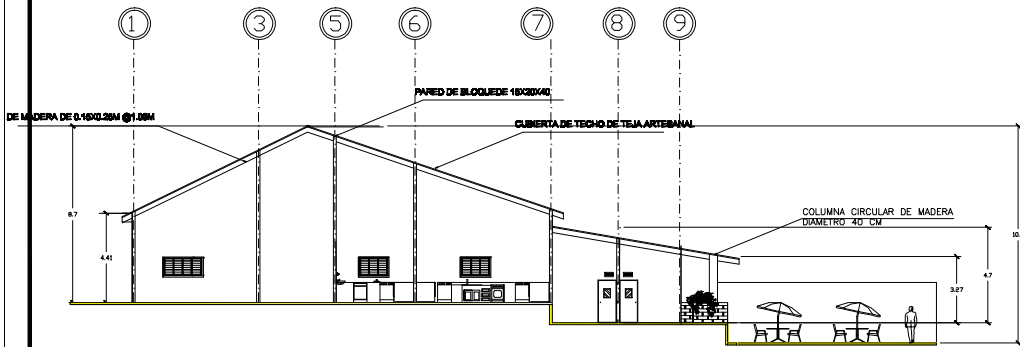 1 3 5 6 7 8 9
PARED DE BLOQUEDE 15X20X40
DE MADERA DE 0.15X0.25M @1.05M
CUBIERTA DE TECHO DE TEJA ARTESANAL
COLUMNA CIRCULAR DE MADERA
DIAMETRO 40 CM
8.7
4.41
10.
4.7
3.27